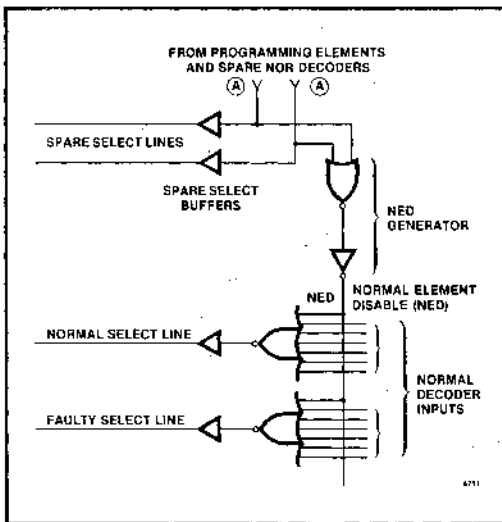 FROM PROGRAMMING ELEMENTS
AND SPARE NOR DECODERS
A A
SPARE SELECT LINES
SPARE SELECT
BUFFERS
NED
GENERATOR
NED
NORMAL ELEMENT
DISABLE (NED)
NORMAL SELECT LINE
NORMAL
DECODER
INPUTS
FAULTY SELECT LINE